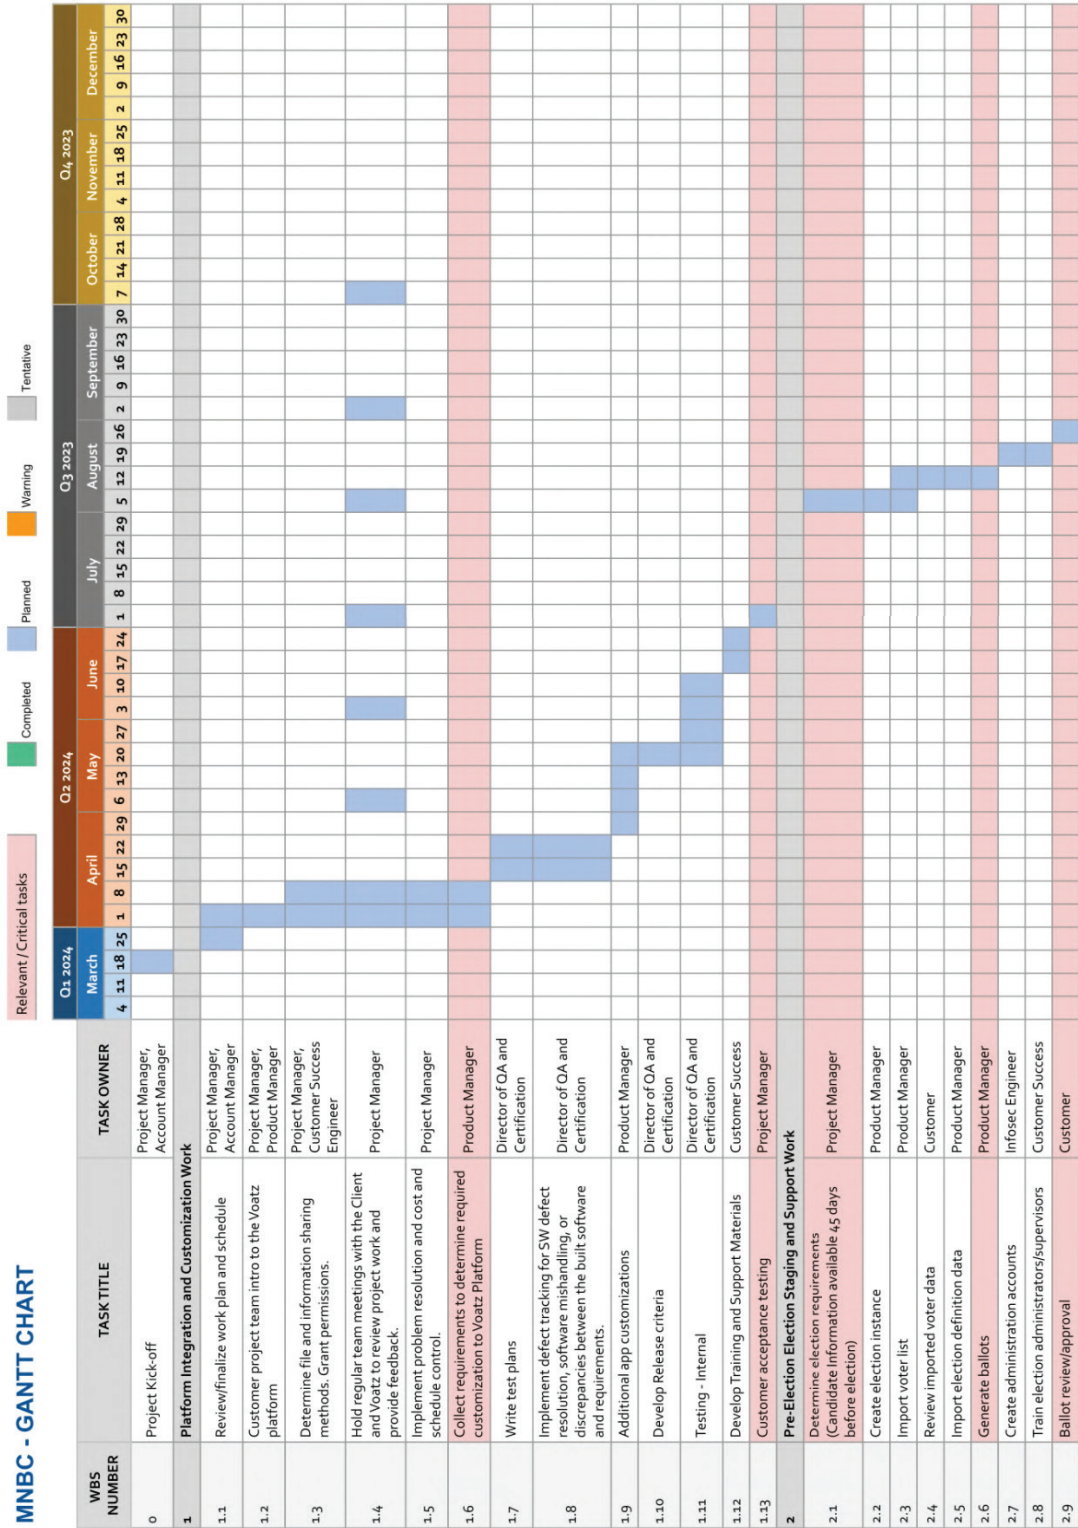 MNBC - GANTT CHART
Relevant / Critical tasks
Completed
Planned
Warning
Tentative
WBS
NUMBER
TASK TITLE
TASK OWNER
Q1 2024
Q2 2024
Q3 2023
Q4 2023
March
April
May
June
July
August
September
October
November
December
4 11 18 25 1 8 15 22 29 6 13 20 27 3 10 17 24 1 8 15 22 29 5 12 19 26 2 9 16 23 30 7 14 21 28 4 11 18 25 2 9 16 23 30
0
Project Kick-off
Project Manager,
Account Manager
1
Platform Integration and Customization Work
1.1
Review/finalize work plan and schedule
Project Manager,
Account Manager
1.2
Customer project team intro to the Voatz
platform
Project Manager,
Product Manager
1.3
Determine file and information sharing
methods. Grant permissions.
Project Manager,
Customer Success
Engineer
1.4
Hold regular team meetings with the Client
and Voatz to review project work and
provide feedback.
Project Manager
1.5
Implement problem resolution and cost and
schedule control.
Project Manager
1.6
Collect requirements to determine required
customization to Voatz Platform
Product Manager
1.7
Write test plans
Director of QA and
Certification
1.8
Implement defect tracking for SW defect
resolution, software mishandling, or
discrepancies between the built software
and requirements.
Director of QA and
Certification
1.9
Additional app customizations
Product Manager
1.10
Develop Release criteria
Director of QA and
Certification
1.11
Testing - Internal
Director of QA and
Certification
1.12
Develop Training and Support Materials
Customer Success
1.13
Customer acceptance testing
Project Manager
2
Pre-Election Election Staging and Support Work
2.1
Determine election requirements
(Candidate Information available 45 days
before election)
Project Manager
2.2
Create election instance
Product Manager
2.3
Import voter list
Product Manager
2.4
Review imported voter data
Customer
2.5
Import election definition data
Product Manager
2.6
Generate ballots
Product Manager
2.7
Create administration accounts
Infosec Engineer
2.8
Train election administrators/supervisors
Customer Success
2.9
Ballot review/approval
Customer